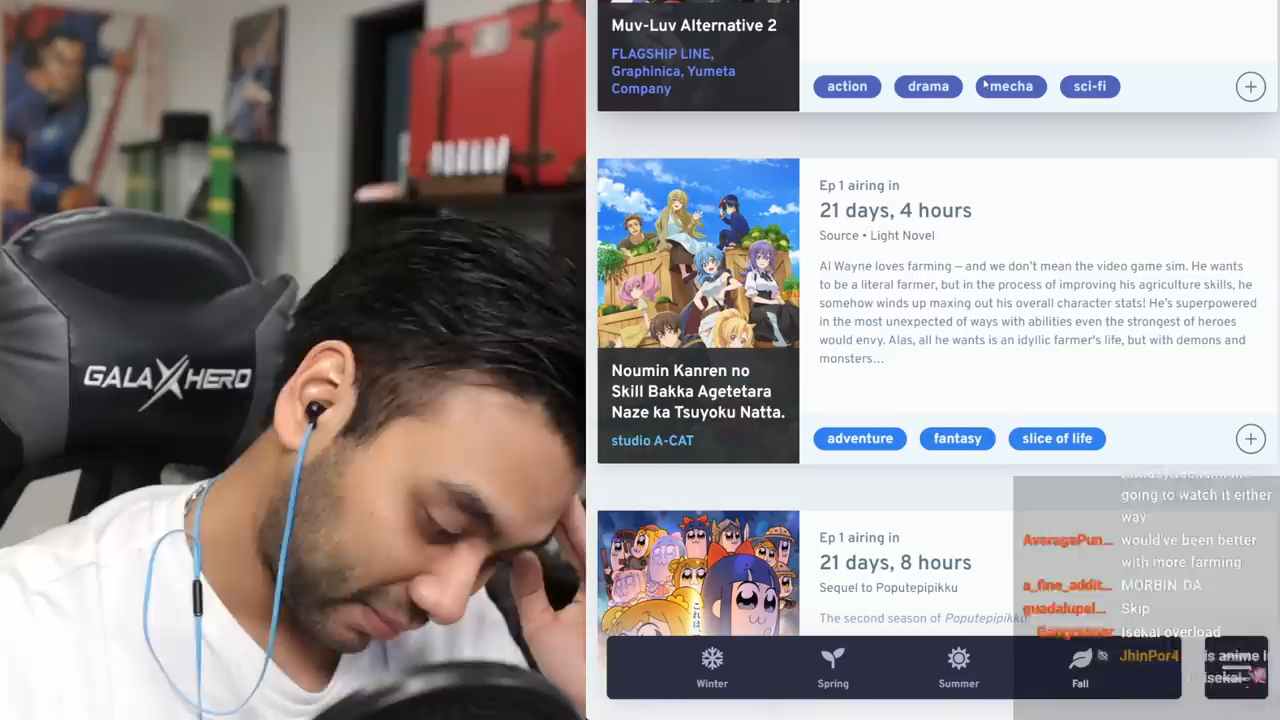 GALAXHERO
Muv-Luv Alternative 2
FLAGSHIP LINE,
Graphinica, Yumeta
Company
action
drama
mecha
sci-fi
Ep 1 airing in
21 days, 4 hours
Source • Light Novel
Al Wayne loves farming — and we don't mean the video game sim. He wants
to be a literal farmer, but in the process of improving his agriculture skills, he
somehow winds up maxing out his overall character stats! He's superpowered
in the most unexpected of ways with abilities even the strongest of heroes
would envy. Alas, all he wants is an idyllic farmer's life, but with demons and
monsters…
Noumin Kanren no
Skill Bakka Agetetara
Naze ka Tsuyoku Natta.
studio A-CAT
adventure
fantasy
slice of life
Ep 1 airing in
21 days, 8 hours
Sequel to Poputepipikku
The second season of Poputepipikku
going to watch it either
way
AveragePun... would've been better
with more farming
a_fine_addit... MORBIN DA
guadalupel... Skip
Isekai overload
JhinPor4 is anime
isekai-
Winter
Spring
Summer
Fall